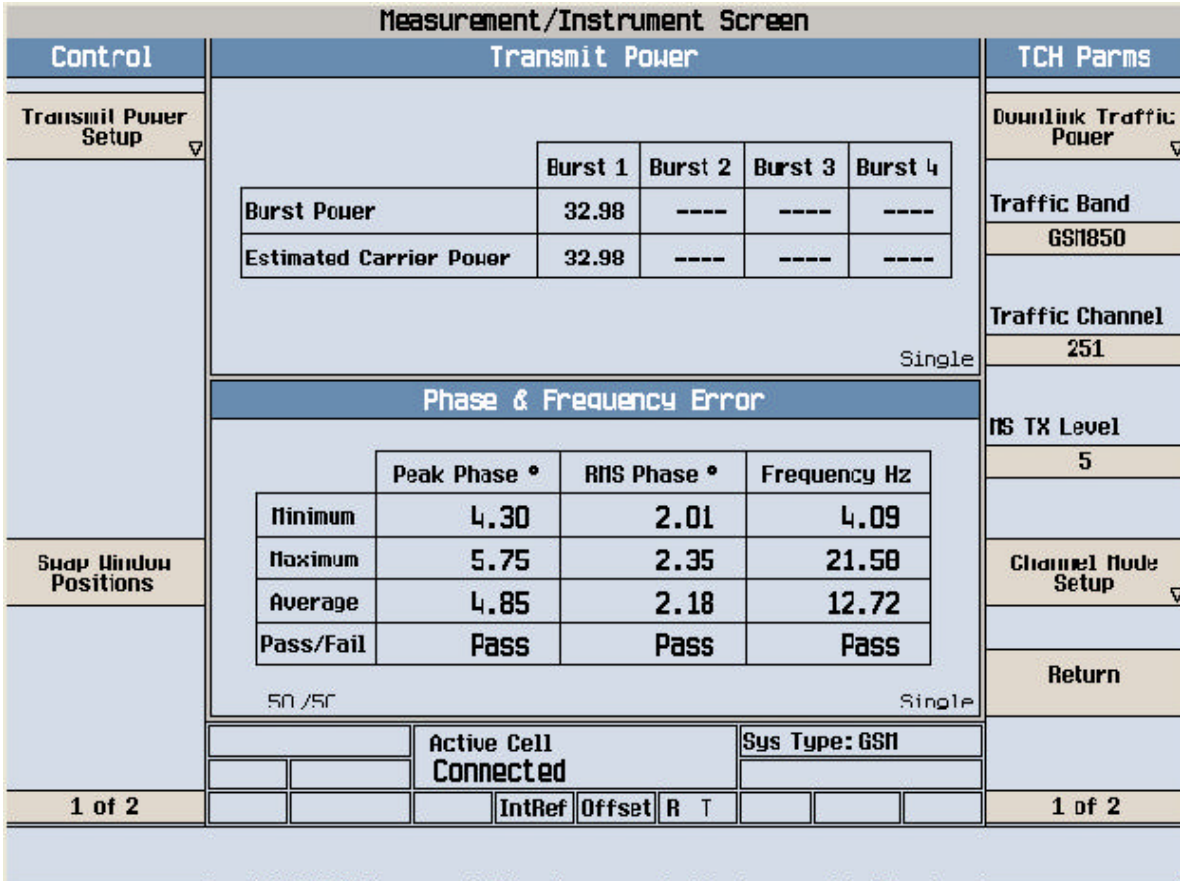 Measurement/Instrument Screen
Control
Transmit Power
Setup
Swap Window
Positions
1 of 2
Transmit Power
Burst 1 Burst 2 Burst 3 Burst 4
Burst Power 32.98 ---- ---- ----
Estimated Carrier Power 32.98 ---- ---- ----
Single
Phase & Frequency Error
Peak Phase ° RMS Phase ° Frequency Hz
Minimum 4.30 2.01 4.09
Maximum 5.75 2.35 21.58
Average 4.85 2.18 12.72
Pass/Fail Pass Pass Pass
50/50 Single
Active Cell Sys Type: GSM
Connected
IntRef Offset R T
TCH Parms
Downlink Traffic
Power
Traffic Band
GSM850
Traffic Channel
251
MS TX Level
5
Channel Mode
Setup
Return
1 of 2